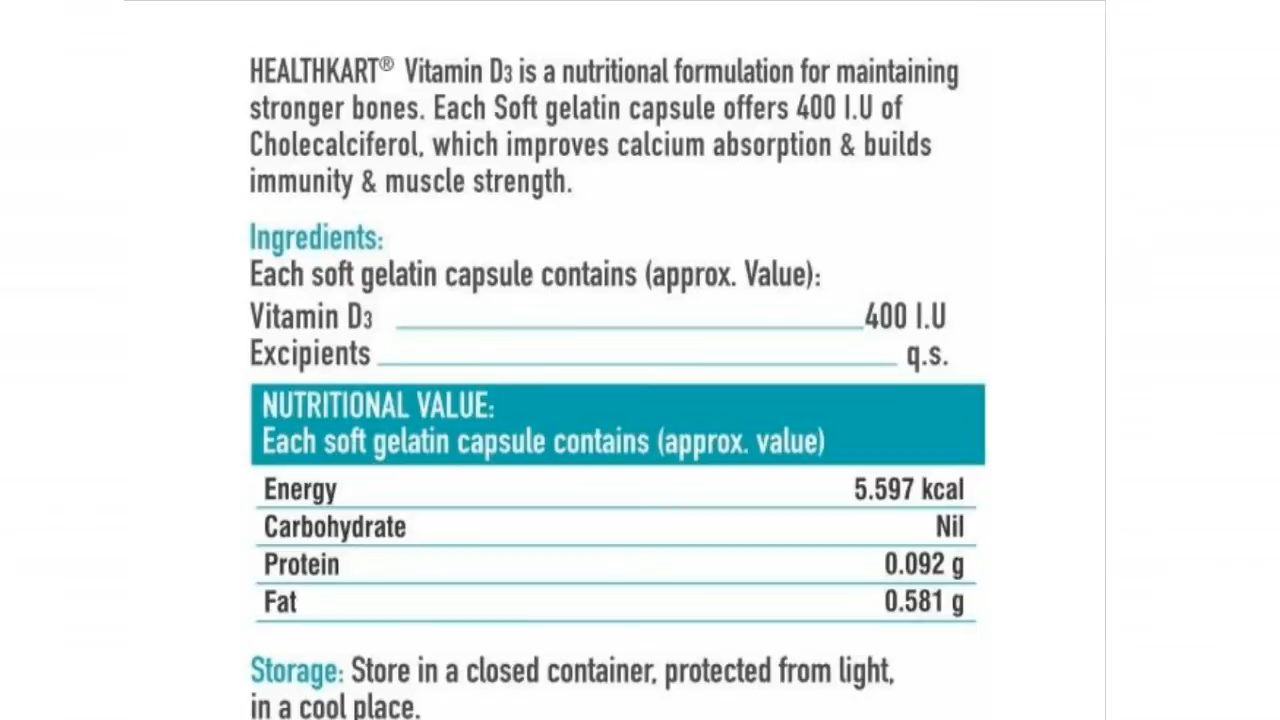 HEALTHKART® Vitamin D3 is a nutritional formulation for maintaining
stronger bones. Each Soft gelatin capsule offers 400 I.U of
Cholecalciferol, which improves calcium absorption & builds
immunity & muscle strength.
Ingredients:
Each soft gelatin capsule contains (approx. Value):
Vitamin D3 400 I.U
Excipients q.s.
NUTRITIONAL VALUE:
Each soft gelatin capsule contains (approx. value)
Energy 5.597 kcal
Carbohydrate Nil
Protein 0.092 g
Fat 0.581 g
Storage: Store in a closed container, protected from light,
in a cool place.